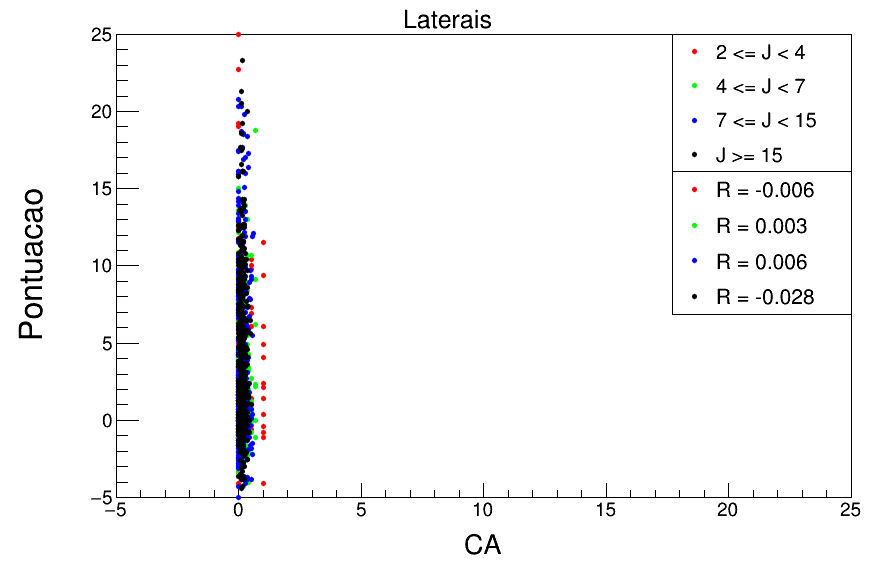 Laterais
25
20
15
10
5
0
−5
Pontuacao
2 <= J < 4
4 <= J < 7
7 <= J < 15
J >= 15
R = -0.006
R = 0.003
R = 0.006
R = -0.028
−5 0 5 10 15 20 25
CA